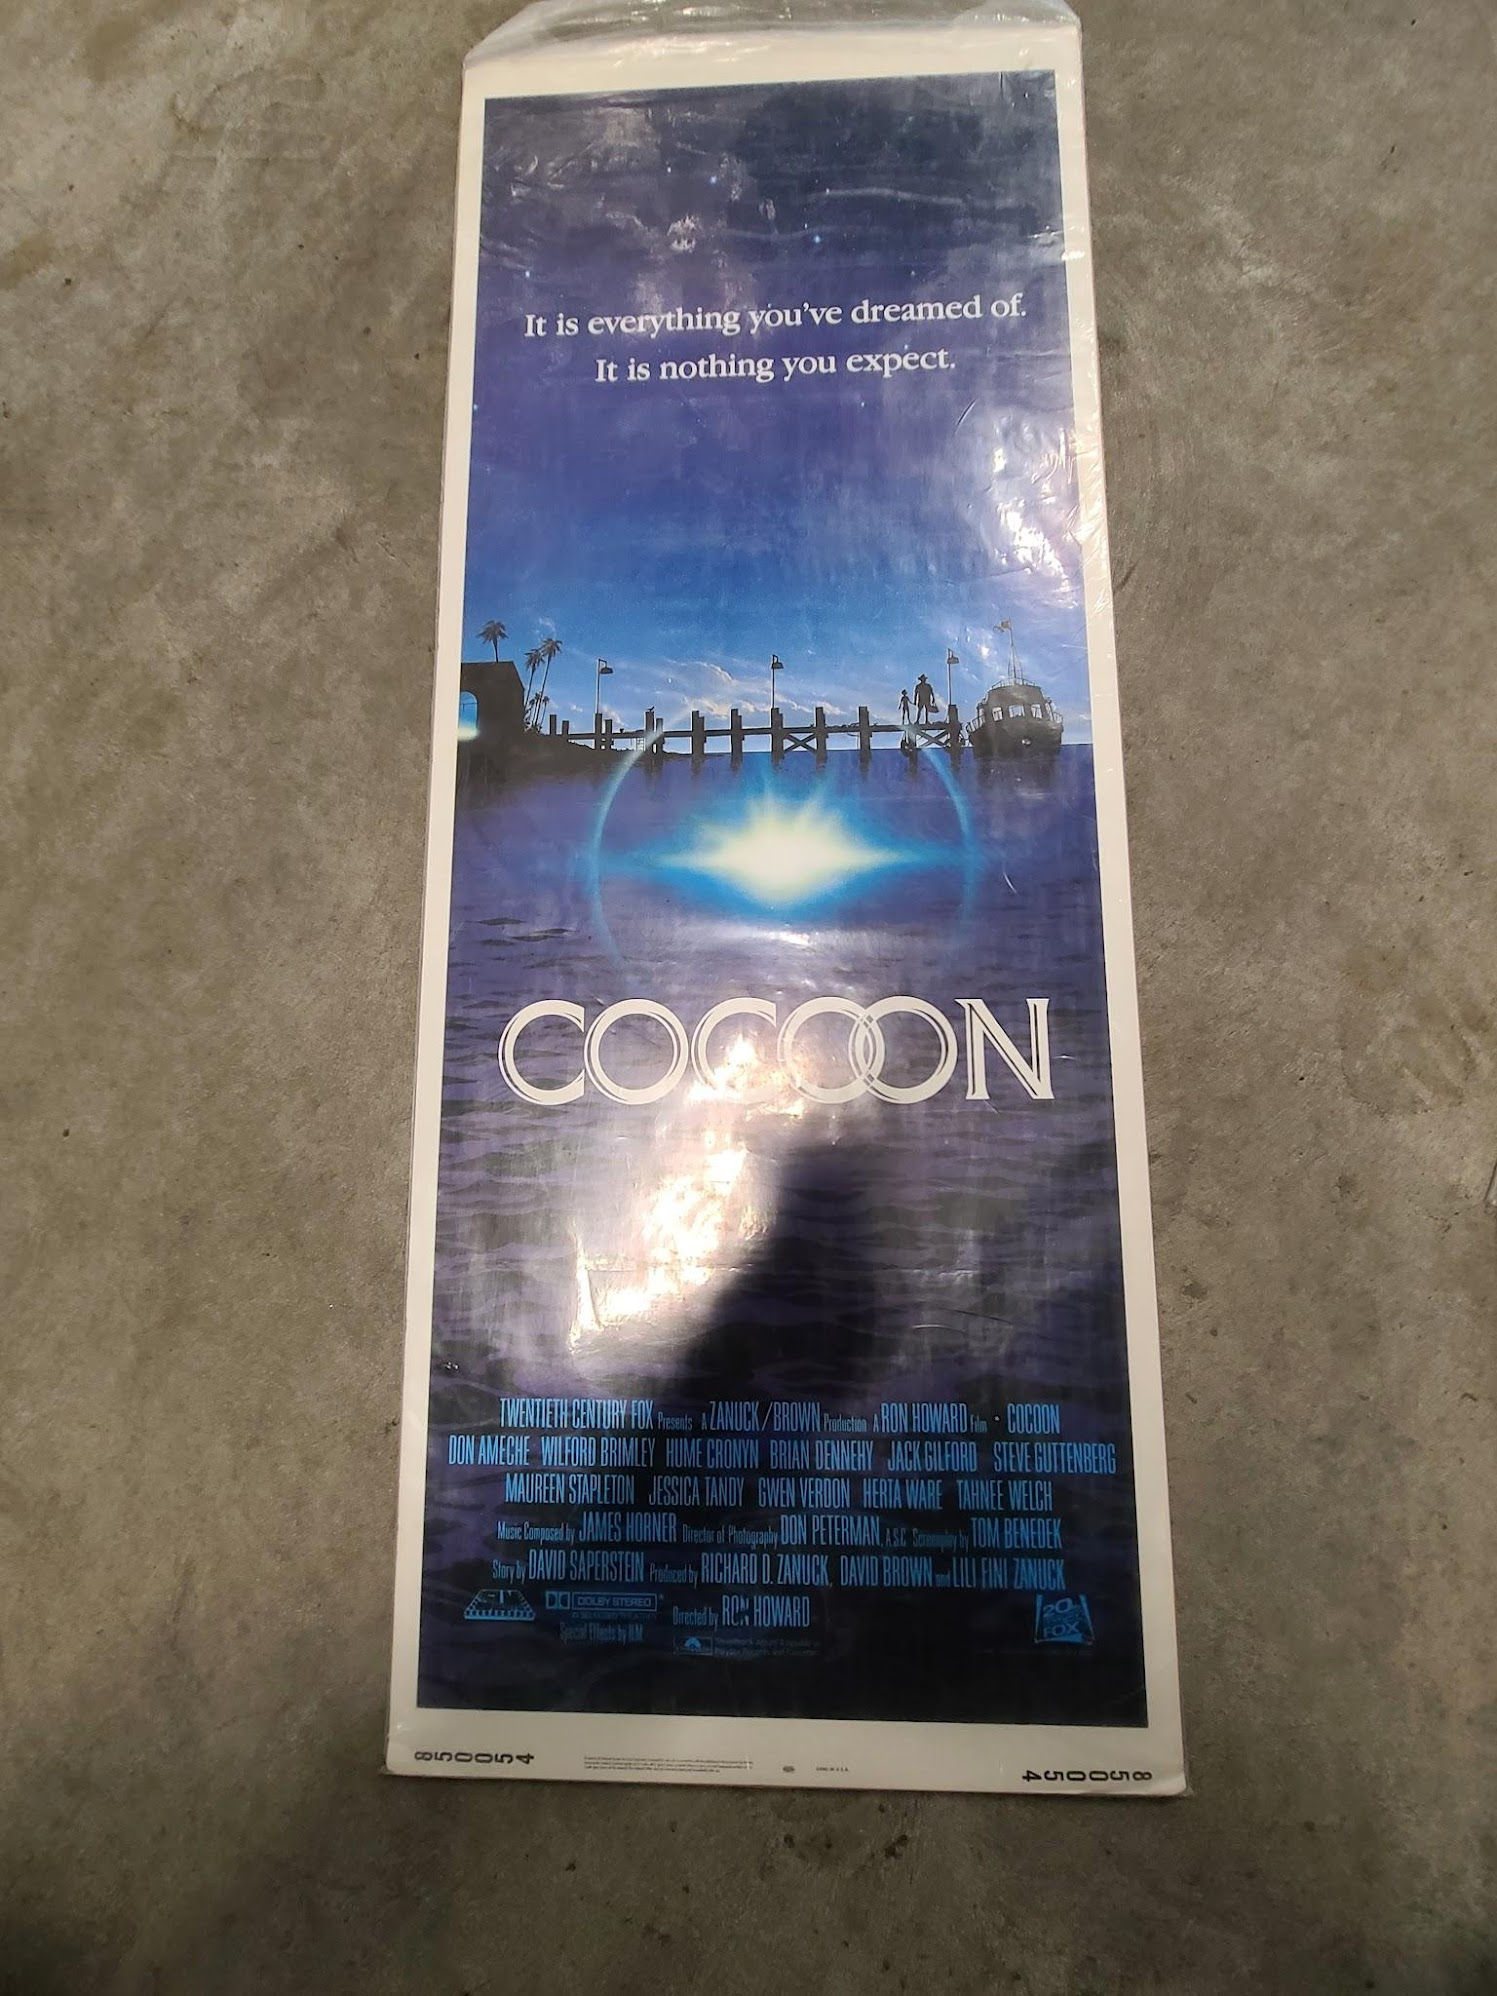 It is everything you've dreamed of.
It is nothing you expect.
COCOON
TWENTIETH CENTURY FOX Presents A ZANUCK/BROWN Production A RON HOWARD Film · COCOON
DON AMECHE WILFORD BRIMLEY HUME CRONYN BRIAN DENNEHY JACK GILFORD STEVE GUTTENBERG
MAUREEN STAPLETON JESSICA TANDY GWEN VERDON HERTA WARE TAHNEE WELCH
Music Composed by JAMES HORNER Director of Photography DON PETERMAN, A.S.C. Screenplay by TOM BENEDEK
Story by DAVID SAPERSTEIN Produced by RICHARD D. ZANUCK, DAVID BROWN and LILI FINI ZANUCK
DOLBY STEREO
Directed by RON HOWARD
20
FOX
Special Effects by ILM
850054
850054